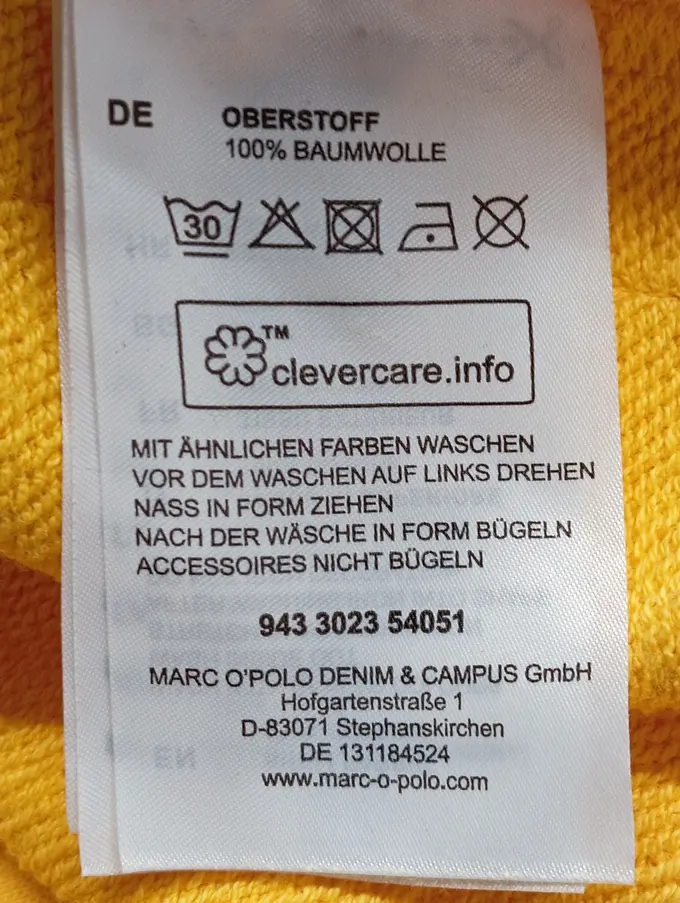 DE OBERSTOFF
100% BAUMWOLLE
30
™
clevercare.info
MIT ÄHNLICHEN FARBEN WASCHEN
VOR DEM WASCHEN AUF LINKS DREHEN
NASS IN FORM ZIEHEN
NACH DER WÄSCHE IN FORM BÜGELN
ACCESSOIRES NICHT BÜGELN
943 3023 54051
MARC O'POLO DENIM & CAMPUS GmbH
Hofgartenstraße 1
D-83071 Stephanskirchen
DE 131184524
www.marc-o-polo.com